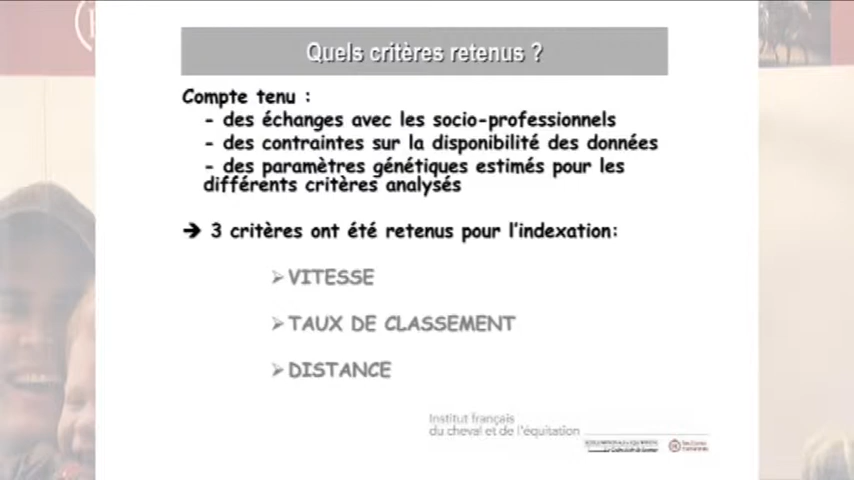 Quels critères retenus ?
Compte tenu :
- des échanges avec les socio-professionnels
- des contraintes sur la disponibilité des données
- des paramètres génétiques estimés pour les
différents critères analysés
➔ 3 critères ont été retenus pour l'indexation:
➢VITESSE
➢TAUX DE CLASSEMENT
➢DISTANCE
Institut français
du cheval et de l'équitation